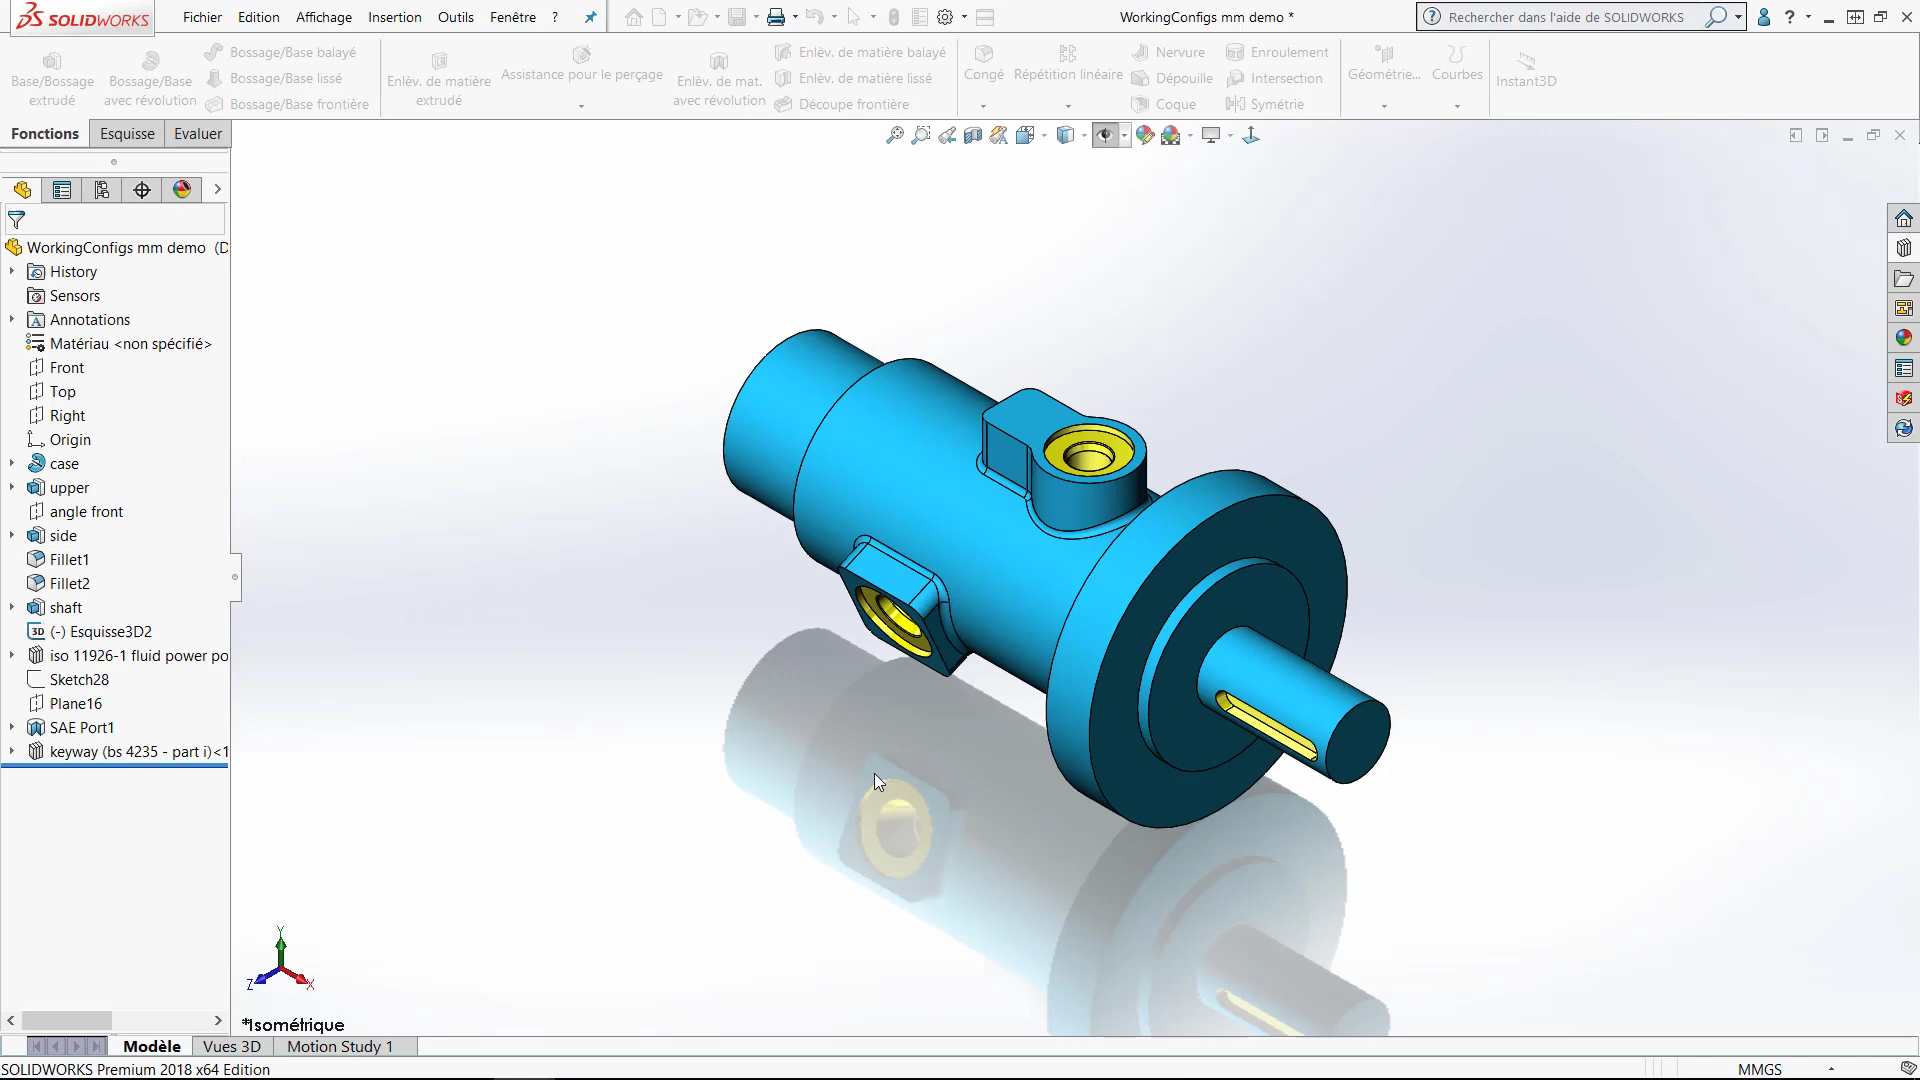 SOLIDWORKS
Fichier Edition Affichage Insertion Outils Fenêtre ?
WorkingConfigs mm demo *
Rechercher dans l'aide de SOLIDWORKS
?
Base/Bossage extrudé
Bossage/Base avec révolution
Bossage/Base balayé
Bossage/Base lissé
Bossage/Base frontière
Enlèv. de matière extrudé
Assistance pour le perçage
Enlèv. de mat. avec révolution
Enlèv. de matière balayé
Enlèv. de matière lissé
Découpe frontière
Congé
Répétition linéaire
Nervure
Dépouille
Coque
Enroulement
Intersection
Symétrie
Géométrie...
Courbes
Instant3D
Fonctions Esquisse Evaluer
WorkingConfigs mm demo (D
History
Sensors
Annotations
Matériau <non spécifié>
Front
Top
Right
Origin
case
upper
angle front
side
Fillet1
Fillet2
shaft
3D (-) Esquisse3D2
iso 11926-1 fluid power po
Sketch28
Plane16
SAE Port1
keyway (bs 4235 - part i)<1
Y
Z
X
*Isométrique
Modèle Vues 3D Motion Study 1
SOLIDWORKS Premium 2018 x64 Edition
MMGS